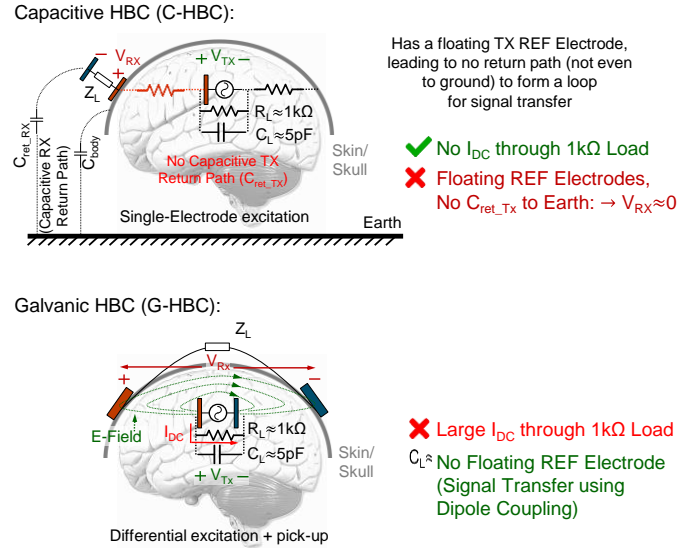 Capacitive HBC (C-HBC):
− V_RX
+
Z_L
+ V_TX −
R_L≈1kΩ
C_L≈5pF
C_ret_RX
(Capacitive RX
Return Path)
C_body
No Capacitive TX
Return Path (C_ret_TX)
Skin/
Skull
Single-Electrode excitation
Earth
Has a floating TX REF Electrode,
leading to no return path (not even
to ground) to form a loop
for signal transfer
No I_DC through 1kΩ Load
Floating REF Electrodes,
No C_ret_Tx to Earth: → V_RX≈0
Galvanic HBC (G-HBC):
Z_L
V_Rx
+
−
E-Field
I_DC
R_L≈1kΩ
C_L≈5pF
+ V_Tx −
Skin/
Skull
Differential excitation + pick-up
Large I_DC through 1kΩ Load
C_L≈
No Floating REF Electrode
(Signal Transfer using
Dipole Coupling)